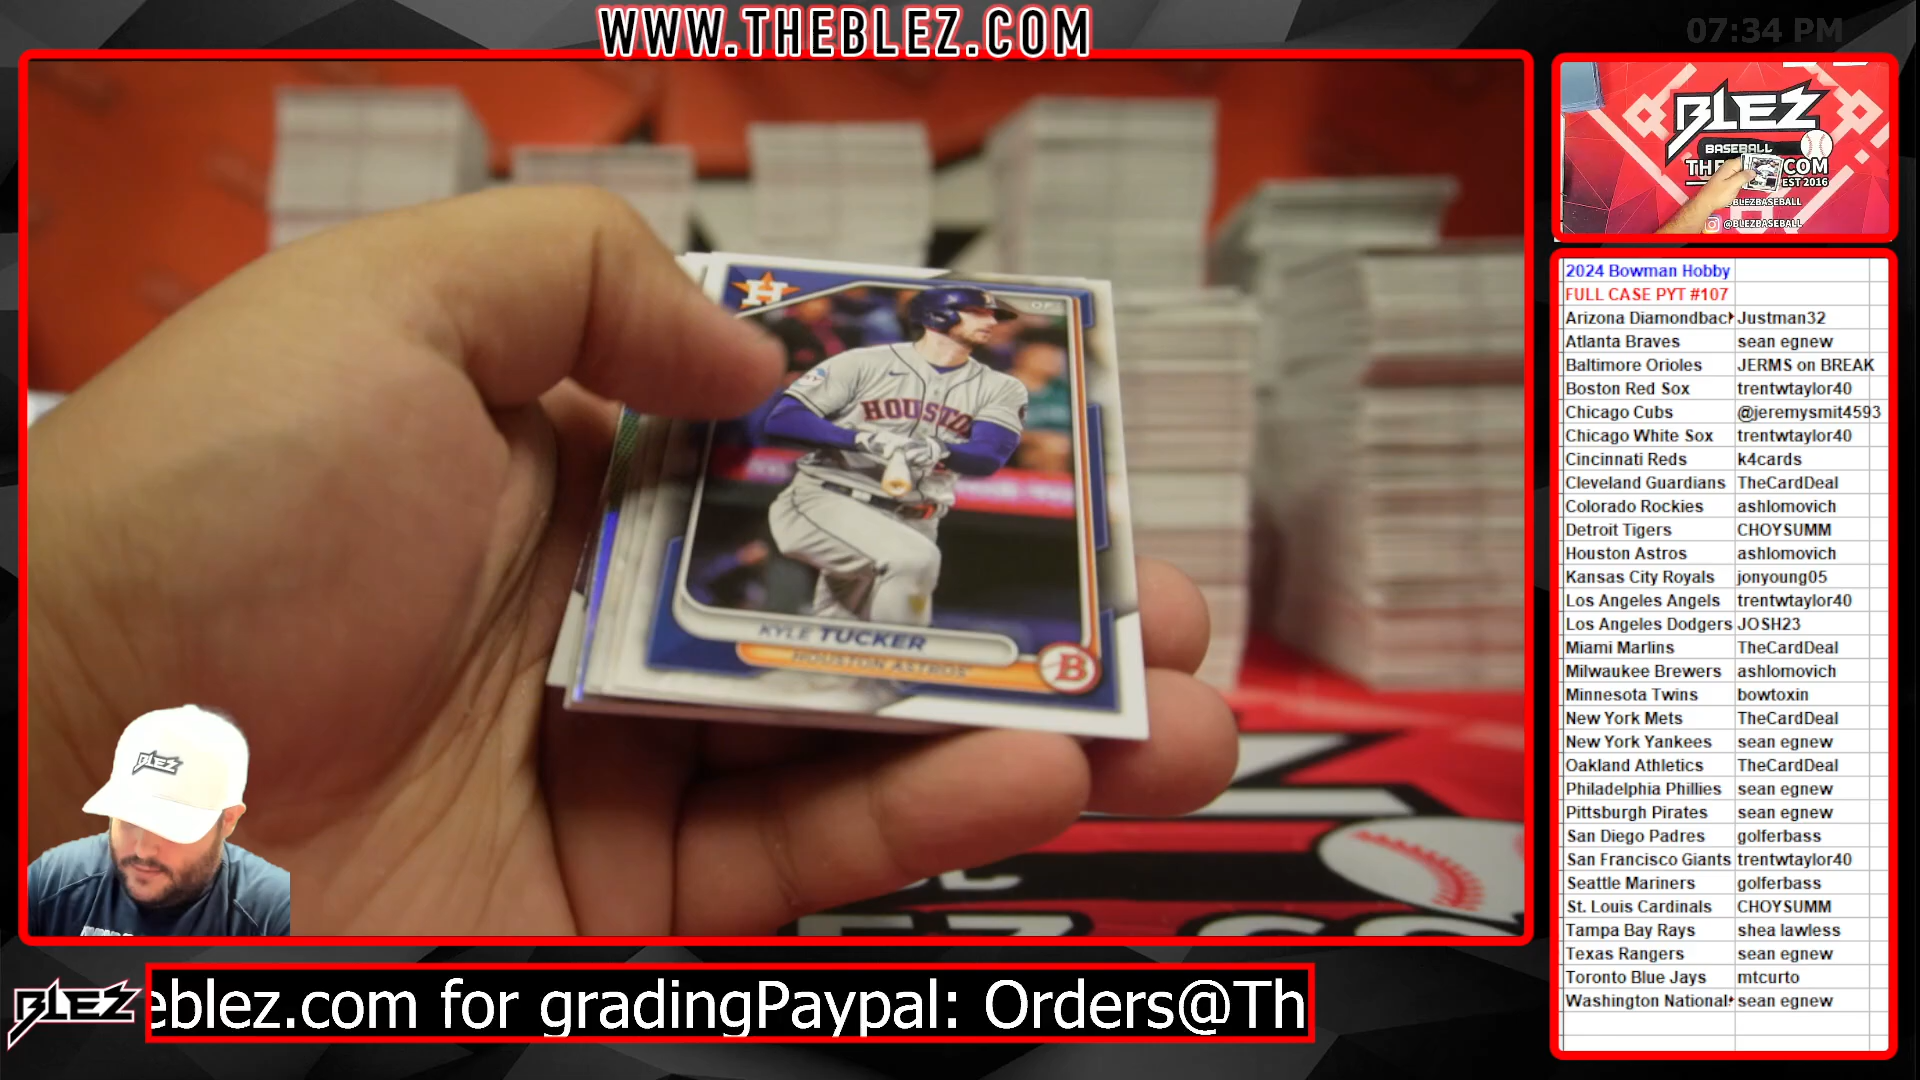 WWW.THEBLEZ.COM
07:34 PM
H
OF
HOUSTON
KYLE TUCKER
HOUSTON ASTROS
B
BLEZ
BASEBALL
THE COM
EST 2016
@BLEZBASEBALL
@BLEZBASEBALL
2024 Bowman Hobby
FULL CASE PYT #107
Arizona Diamondbac Justman32
Atlanta Braves sean egnew
Baltimore Orioles JERMS on BREAK
Boston Red Sox trentwtaylor40
Chicago Cubs @jeremysmit4593
Chicago White Sox trentwtaylor40
Cincinnati Reds k4cards
Cleveland Guardians TheCardDeal
Colorado Rockies ashlomovich
Detroit Tigers CHOYSUMM
Houston Astros ashlomovich
Kansas City Royals jonyoung05
Los Angeles Angels trentwtaylor40
Los Angeles Dodgers JOSH23
Miami Marlins TheCardDeal
Milwaukee Brewers ashlomovich
Minnesota Twins bowtoxin
New York Mets TheCardDeal
New York Yankees sean egnew
Oakland Athletics TheCardDeal
Philadelphia Phillies sean egnew
Pittsburgh Pirates sean egnew
San Diego Padres golferbass
San Francisco Giants trentwtaylor40
Seattle Mariners golferbass
St. Louis Cardinals CHOYSUMM
Tampa Bay Rays shea lawless
Texas Rangers sean egnew
Toronto Blue Jays mtcurto
Washington National sean egnew
BLEZ
BLEZ
eblez.com for gradingPaypal: Orders@Th